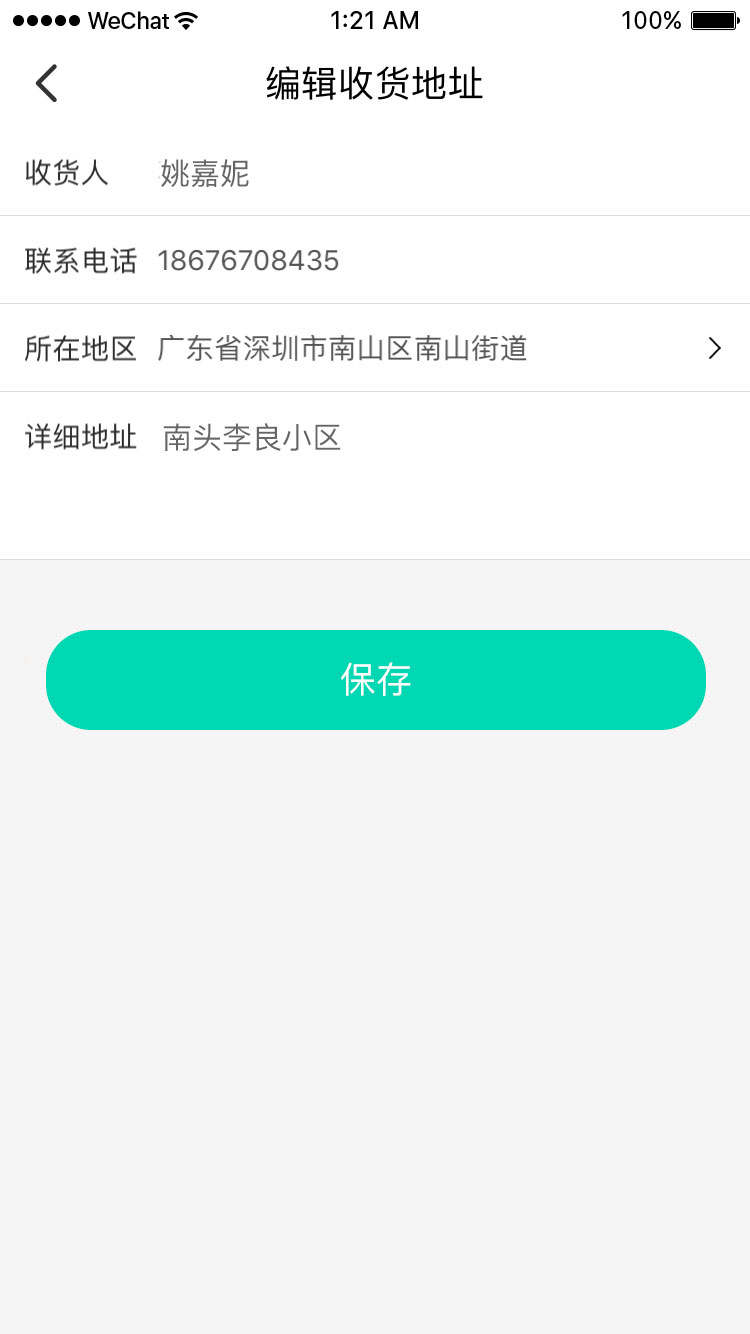 ●●●●● WeChat 1:21 AM 100%
编辑收货地址
收货人 姚嘉妮
联系电话 18676708435
所在地区 广东省深圳市南山区南山街道
详细地址 南头李良小区
保存